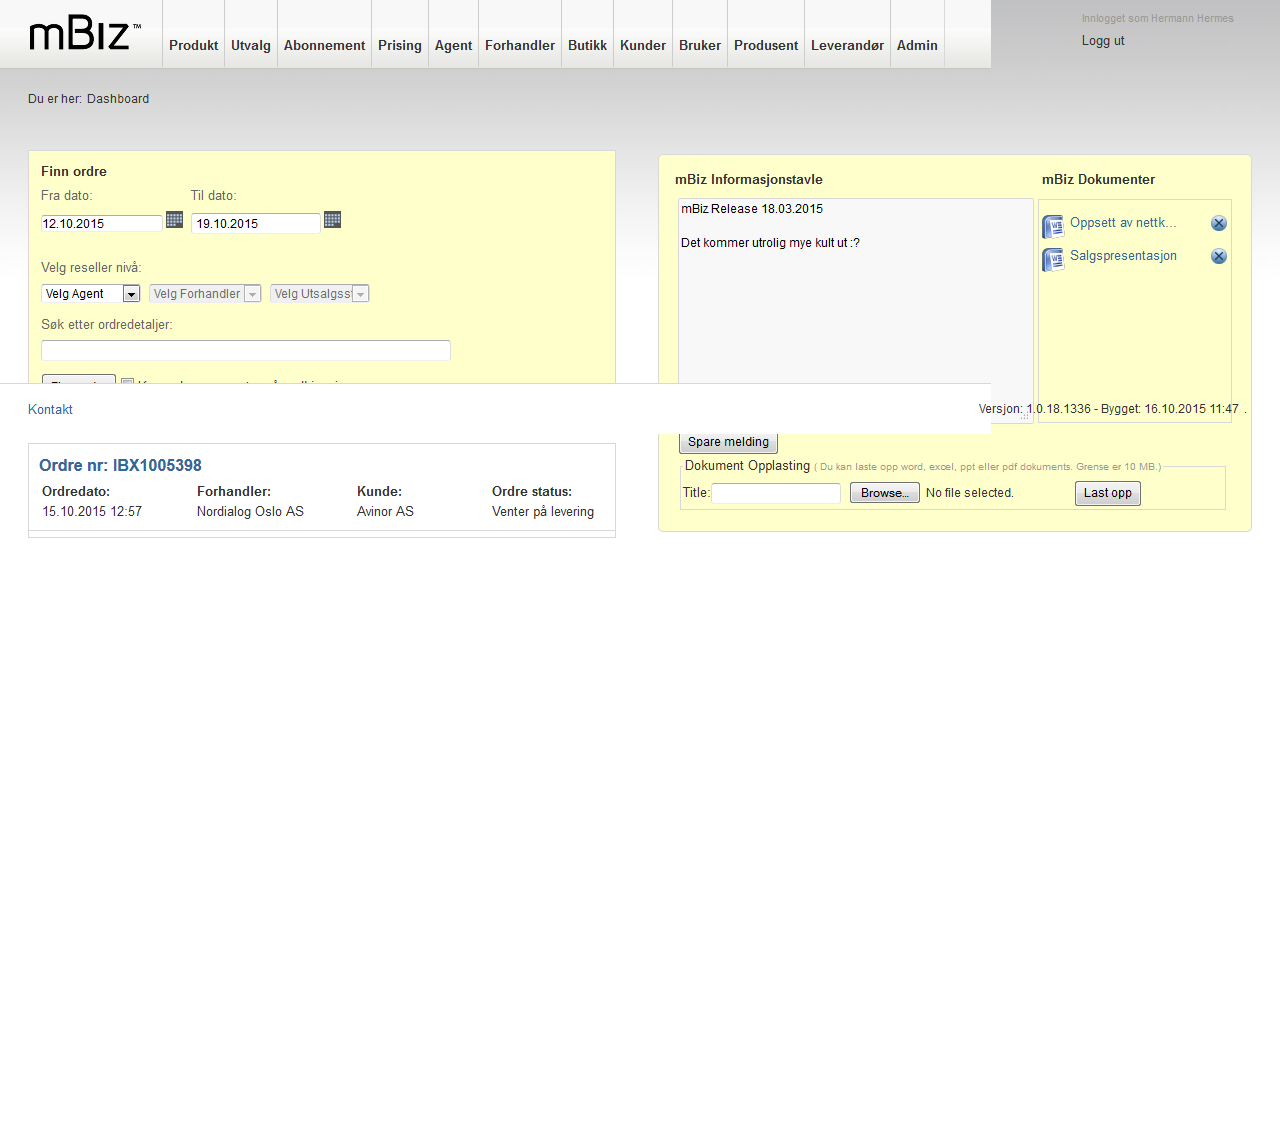 mBIZ™
Produkt Utvalg Abonnement Prising Agent Forhandler Butikk Kunder Bruker Produsent Leverandør Admin
Innlogget som Hermann Hermes
Logg ut
Du er her: Dashboard
Finn ordre
Fra dato: Til dato:
12.10.2015 19.10.2015
Velg reseller nivå:
Velg Agent Velg Forhandler Velg Utsalgsst
Søk etter ordredetaljer:
mBiz Informasjonstavle mBiz Dokumenter
mBiz Release 18.03.2015
Det kommer utrolig mye kult ut :?
Oppsett av nettk...
Salgspresentasjon
Kontakt
Versjon: 1.0.18.1336 - Bygget: 16.10.2015 11:47 .
Spare melding
Dokument Opplasting ( Du kan laste opp word, excel, ppt eller pdf dokuments. Grense er 10 MB.)
Title: Browse... No file selected. Last opp
Ordre nr: IBX1005398
Ordredato: Forhandler: Kunde: Ordre status:
15.10.2015 12:57 Nordialog Oslo AS Avinor AS Venter på levering